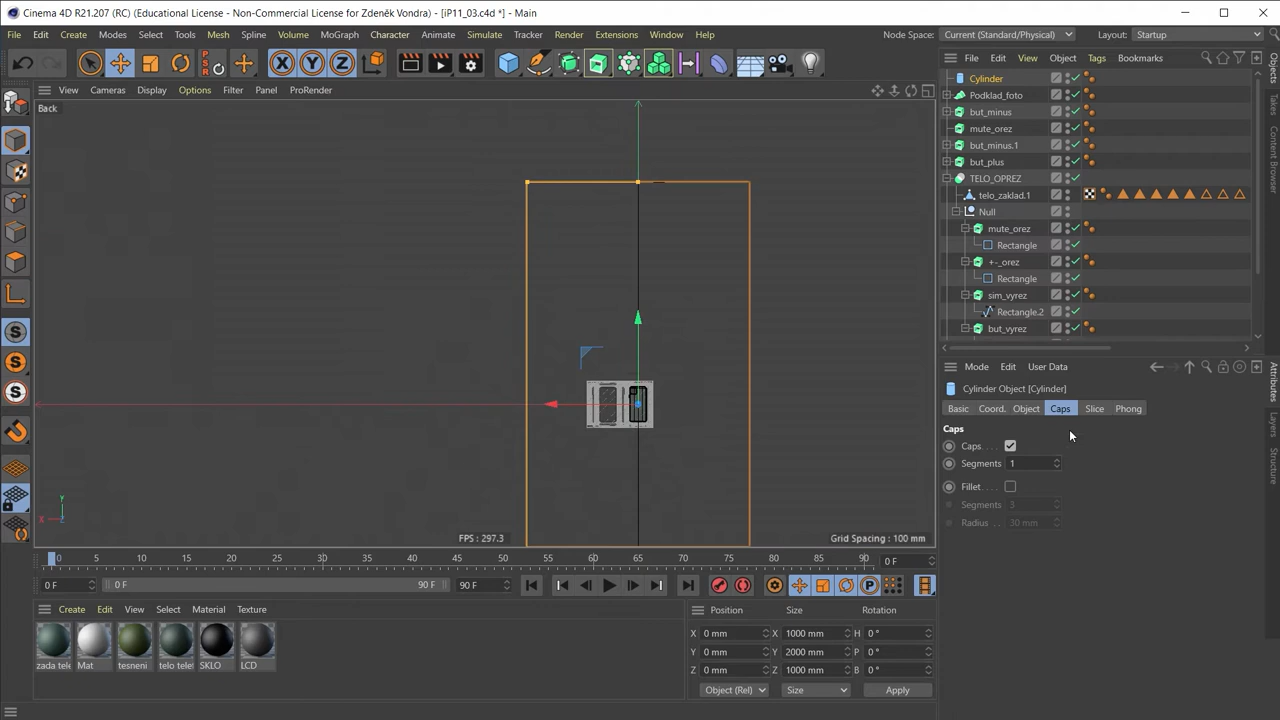 Cinema 4D R21.207 (RC) (Educational License - Non-Commercial License for Zdeněk Vondra) - [iP11_03.c4d *] - Main
File Edit Create Modes Select Tools Mesh Spline Volume MoGraph Character Animate Simulate Tracker Render Extensions Window Help
Node Space: Current (Standard/Physical) Layout: Startup
View Cameras Display Options Filter Panel ProRender
File Edit View Object Tags Bookmarks
Back
Cylinder
Podklad_foto
but_minus
mute_orez
but_minus.1
but_plus
TELO_OPREZ
telo_zaklad.1
Null
mute_orez
Rectangle
+-_orez
Rectangle
sim_vyrez
Rectangle.2
but_vyrez
Objects
Takes
Content Browser
Attributes
Layers
Structure
Mode Edit User Data
Cylinder Object [Cylinder]
Basic Coord. Object Caps Slice Phong
Caps
Caps . . . .
Segments 1
Fillet . . . .
Segments 3
Radius . . 30 mm
Y
X Z
FPS : 297.3
Grid Spacing : 100 mm
0 5 10 15 20 25 30 35 40 45 50 55 60 65 70 75 80 85 90 0 F
0 F 0 F 90 F 90 F
Create Edit View Select Material Texture
zada tele Mat tesneni telo telef SKLO LCD
Position Size Rotation
X 0 mm X 1000 mm H 0 °
Y 0 mm Y 2000 mm P 0 °
Z 0 mm Z 1000 mm B 0 °
Object (Rel) Size Apply